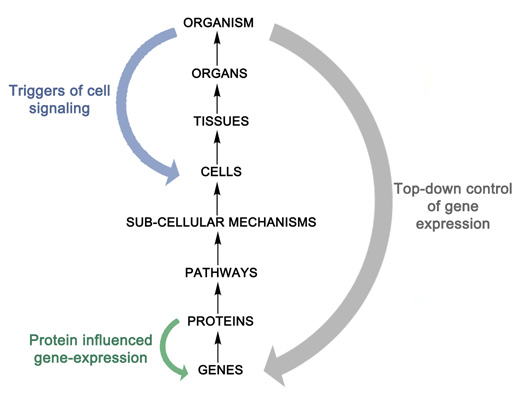 ORGANISM
ORGANS
TISSUES
CELLS
SUB-CELLULAR MECHANISMS
PATHWAYS
PROTEINS
GENES
Triggers of cell
signaling
Top-down control
of gene
expression
Protein influenced
gene-expression